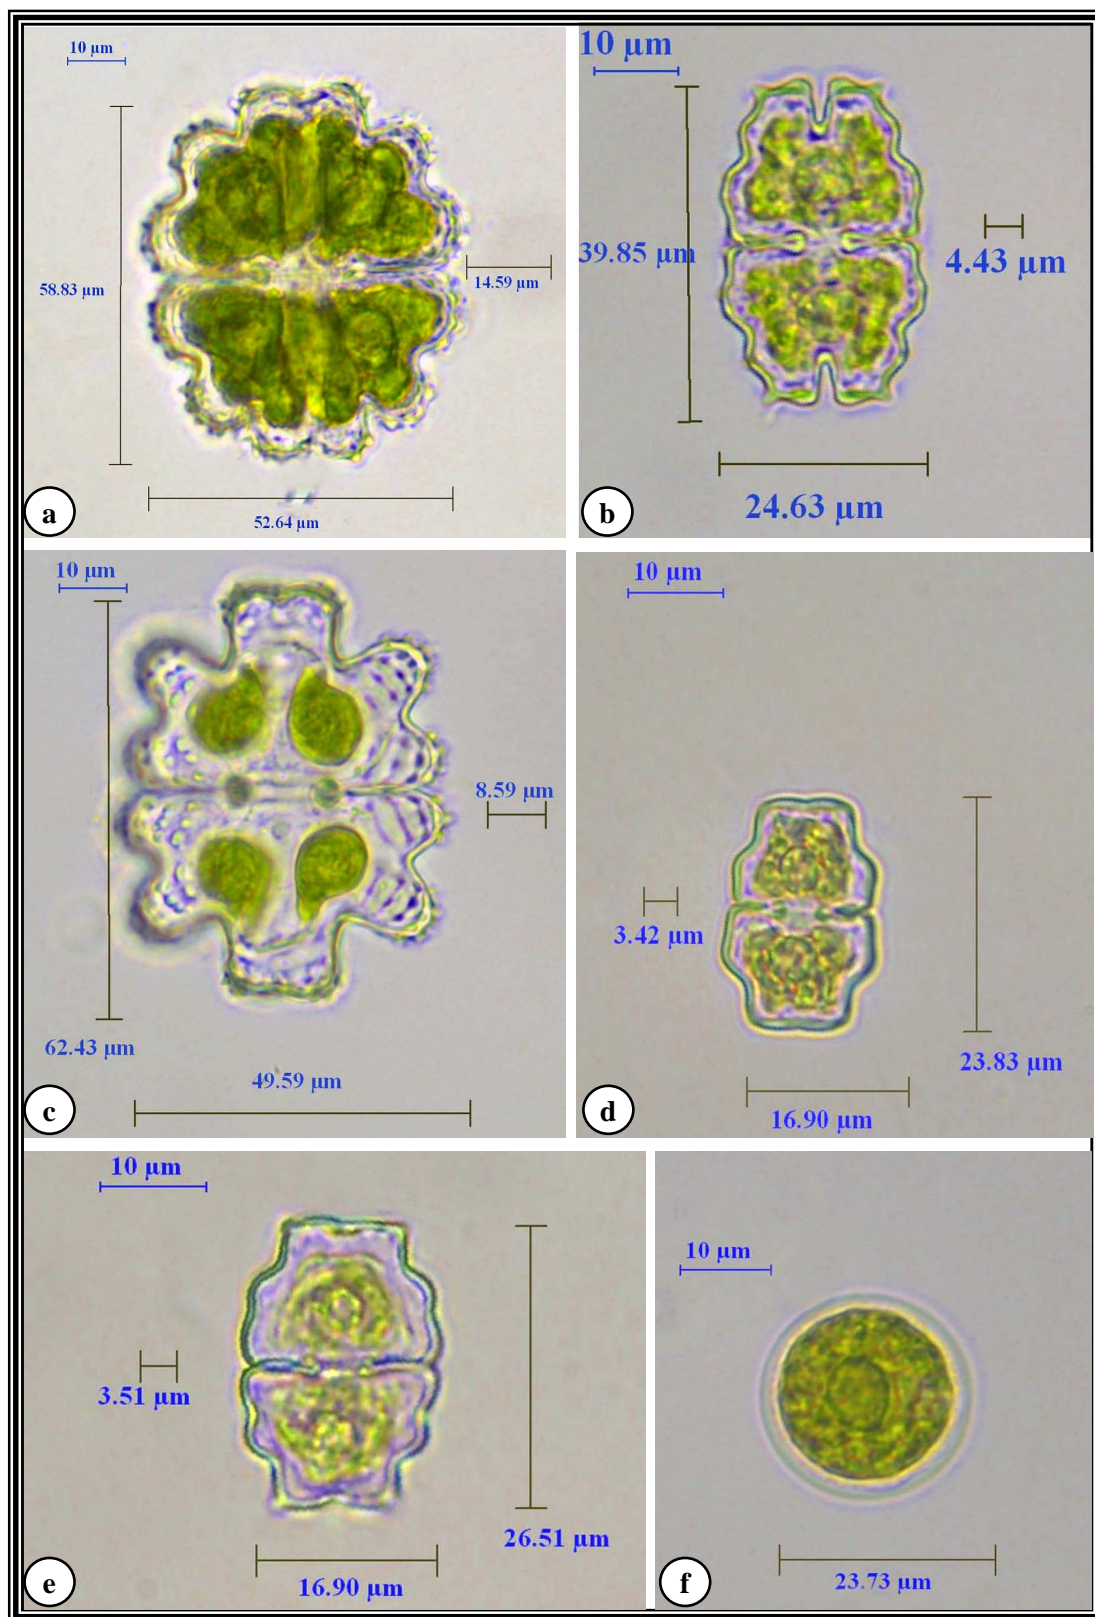 10 µm
58.83 µm
14.59 µm
52.64 µm
a
10 µm
39.85 µm
4.43 µm
24.63 µm
b
10 µm
8.59 µm
62.43 µm
49.59 µm
c
10 µm
3.42 µm
23.83 µm
16.90 µm
d
10 µm
3.51 µm
26.51 µm
16.90 µm
e
10 µm
23.73 µm
f